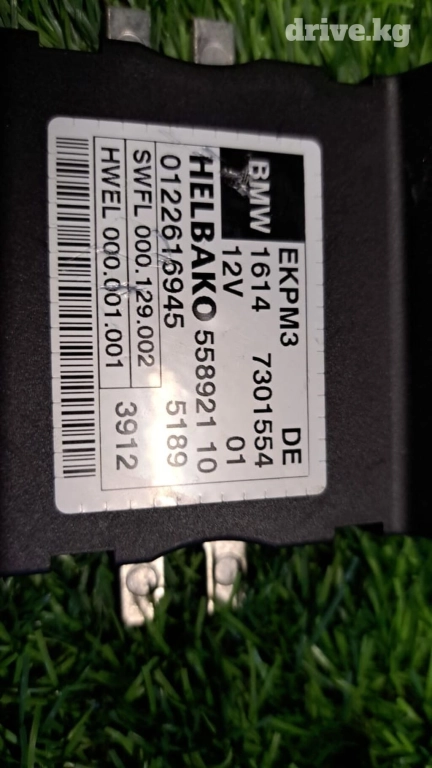 drive.kg
EKPM3 DE
BMW 1614 7301554
12V 01
HELBAKO 558921 10
0122616945 5189
SWFL 000.129.002
HWEL 000.001.001 3912